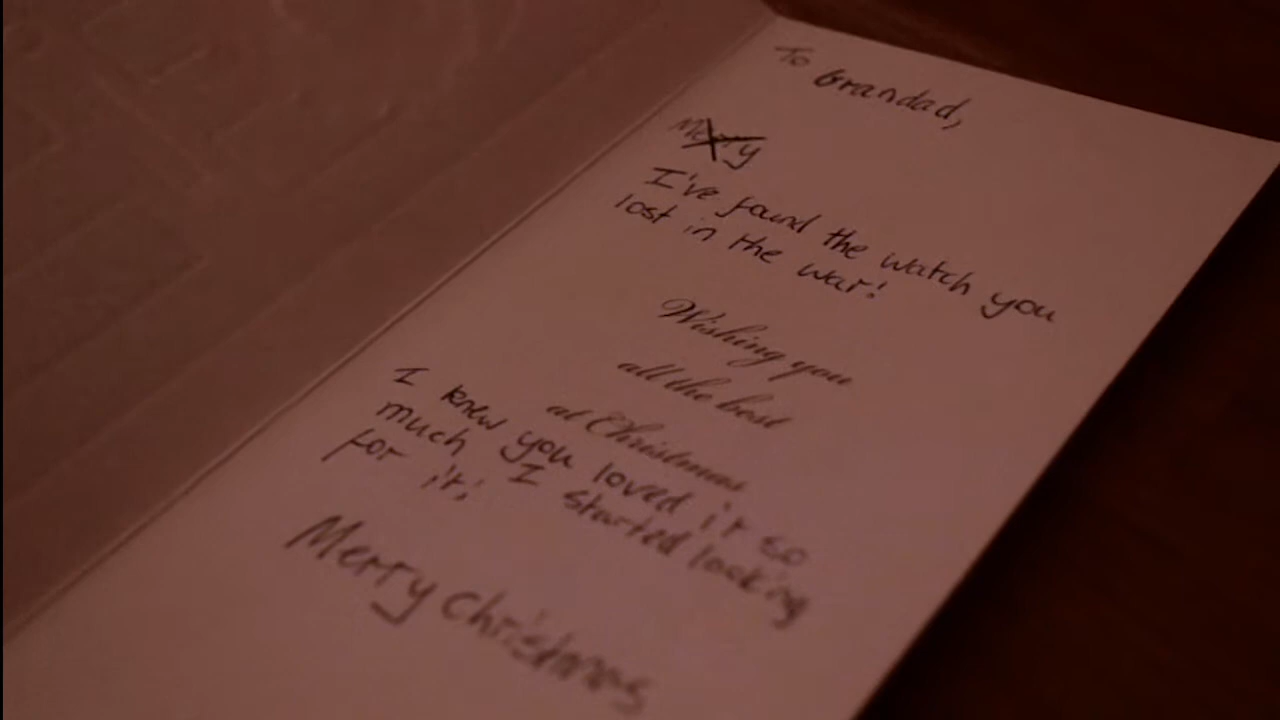 To Grandad,
Merry
I've found the watch you
lost in the war!
Wishing you
all the best
at Christmas
I knew you loved it so
much I started looking
for it;
Merry Christmas